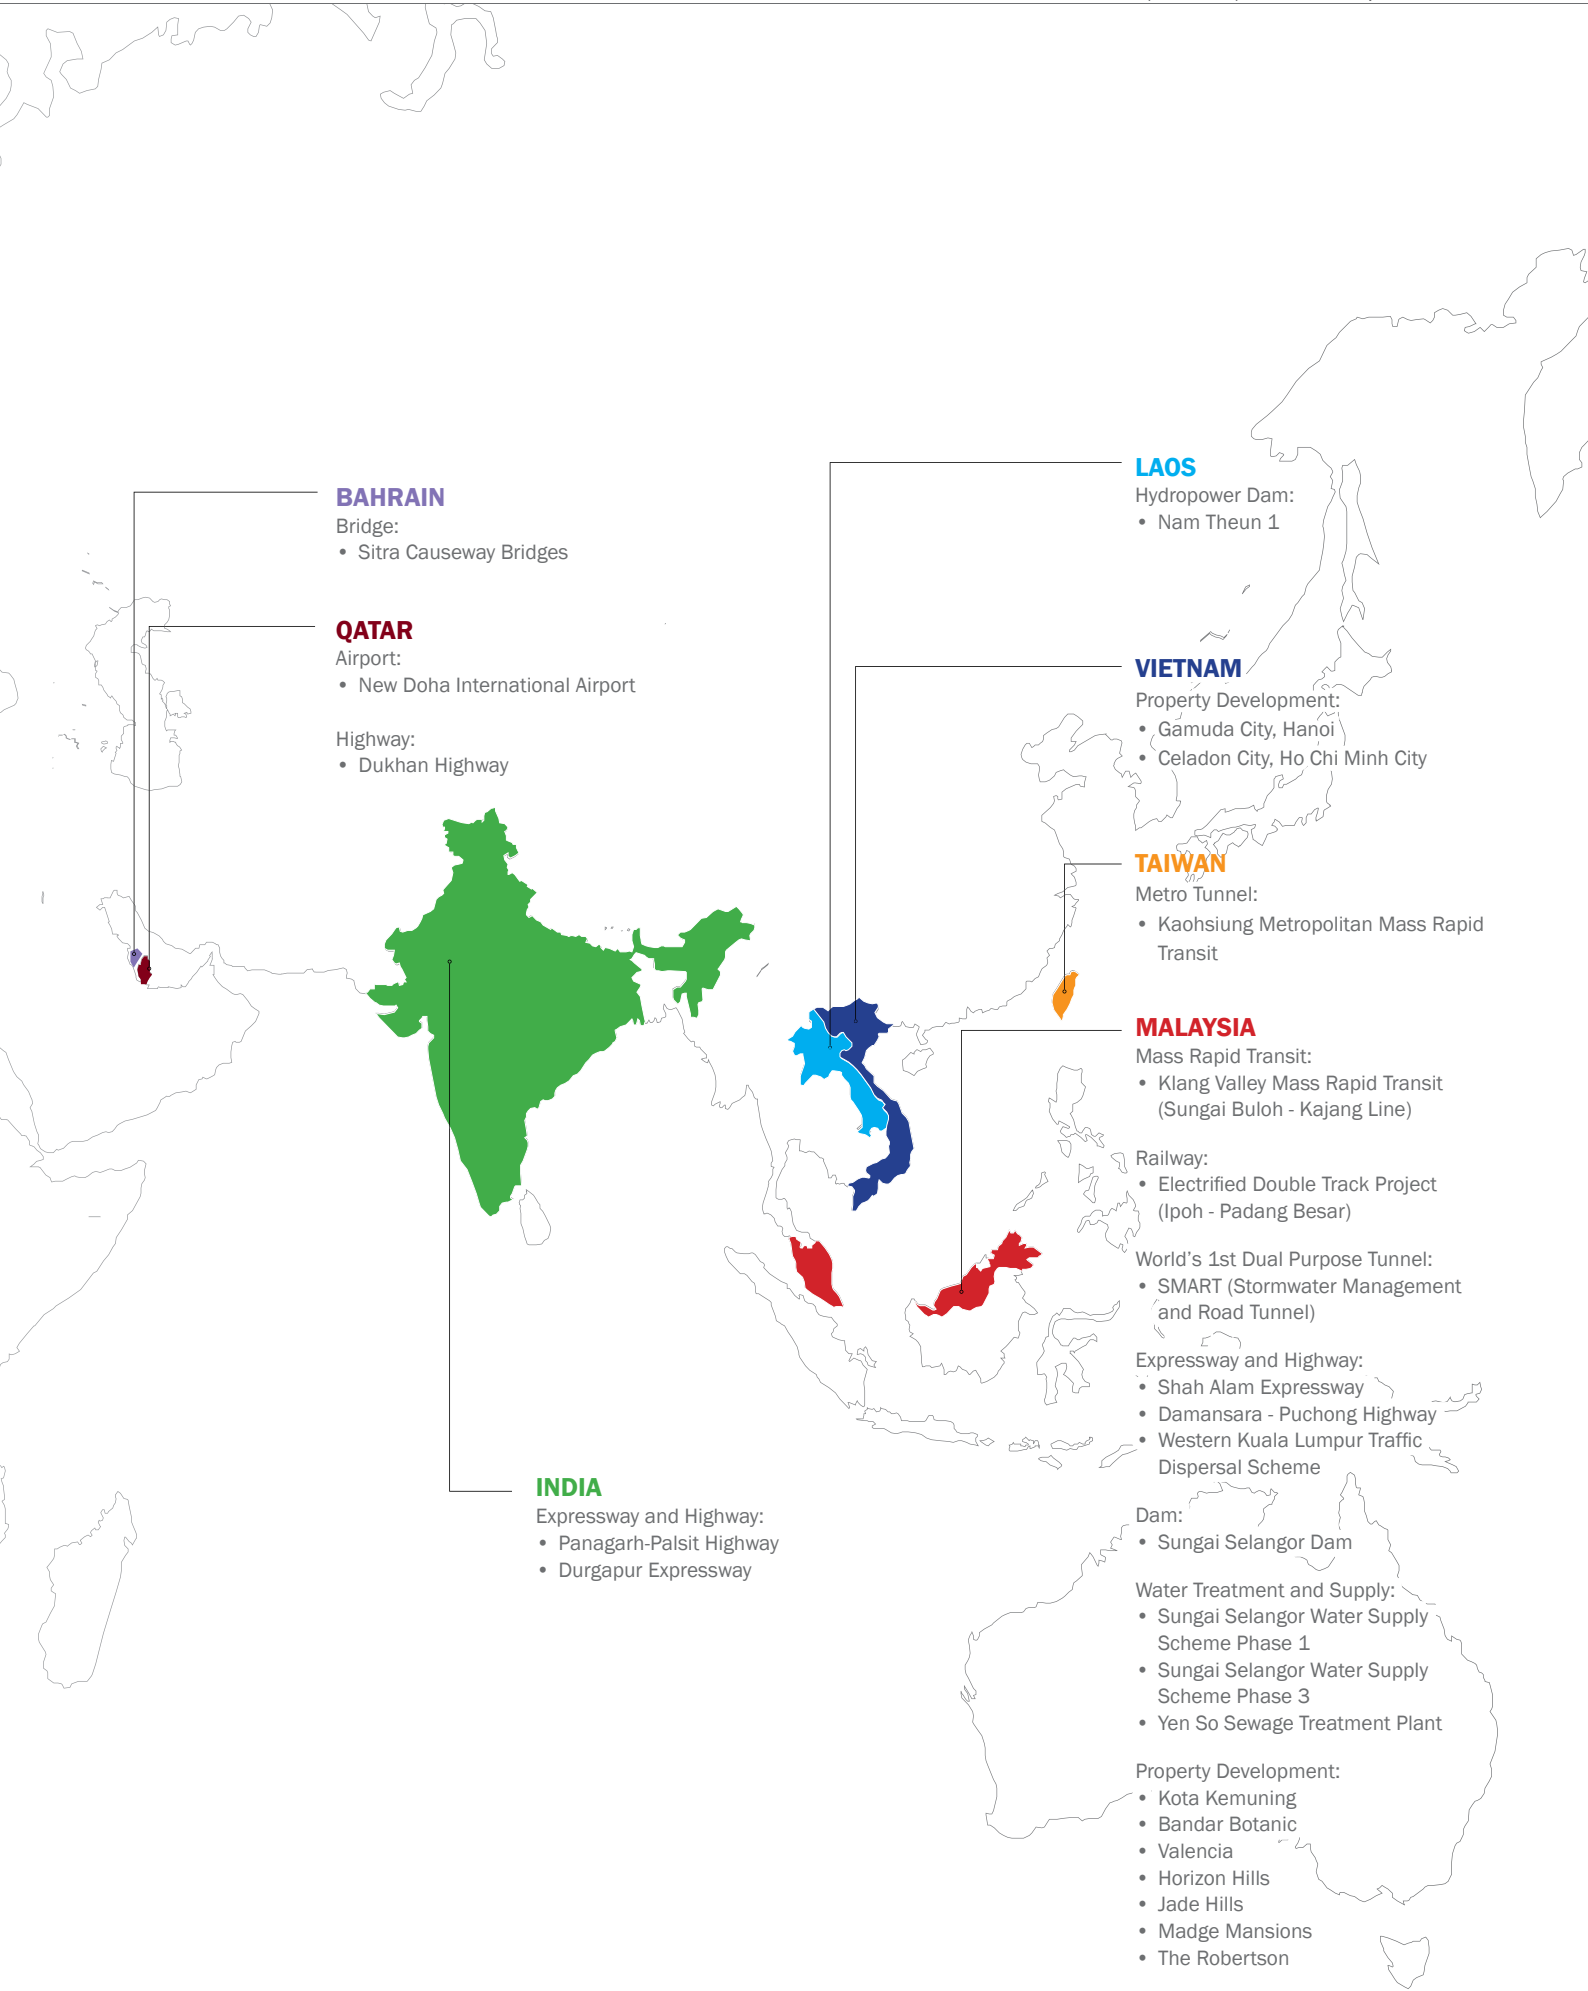 BAHRAIN
Bridge:
• Sitra Causeway Bridges
QATAR
Airport:
• New Doha International Airport
Highway:
• Dukhan Highway
INDIA
Expressway and Highway:
• Panagarh-Palsit Highway
• Durgapur Expressway
LAOS
Hydropower Dam:
• Nam Theun 1
VIETNAM
Property Development:
• Gamuda City, Hanoi
• Celadon City, Ho Chi Minh City
TAIWAN
Metro Tunnel:
• Kaohsiung Metropolitan Mass Rapid
Transit
MALAYSIA
Mass Rapid Transit:
• Klang Valley Mass Rapid Transit
(Sungai Buloh - Kajang Line)
Railway:
• Electrified Double Track Project
(Ipoh - Padang Besar)
World's 1st Dual Purpose Tunnel:
• SMART (Stormwater Management
and Road Tunnel)
Expressway and Highway:
• Shah Alam Expressway
• Damansara - Puchong Highway
• Western Kuala Lumpur Traffic
Dispersal Scheme
Dam:
• Sungai Selangor Dam
Water Treatment and Supply:
• Sungai Selangor Water Supply
Scheme Phase 1
• Sungai Selangor Water Supply
Scheme Phase 3
• Yen So Sewage Treatment Plant
Property Development:
• Kota Kemuning
• Bandar Botanic
• Valencia
• Horizon Hills
• Jade Hills
• Madge Mansions
• The Robertson